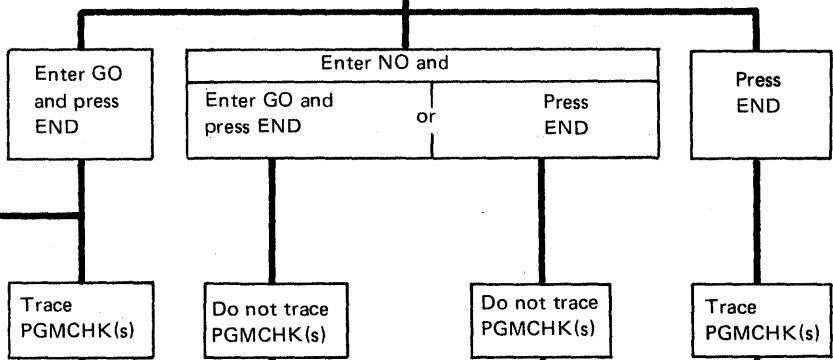 Enter GO
and press
END
Enter NO and
Enter GO and
press END
or
Press
END
Press
END
Trace
PGMCHK(s)
Do not trace
PGMCHK(s)
Do not trace
PGMCHK(s)
Trace
PGMCHK(s)